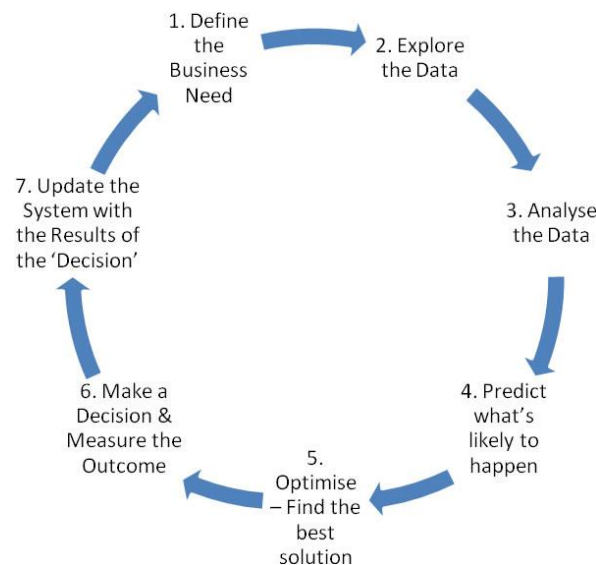 1. Define
the
Business
Need
2. Explore
the Data
3. Analyse
the Data
4. Predict
what's
likely to
happen
5.
Optimise
– Find the
best
solution
6. Make a
Decision &
Measure the
Outcome
7. Update the
System with
the Results of
the ‘Decision’